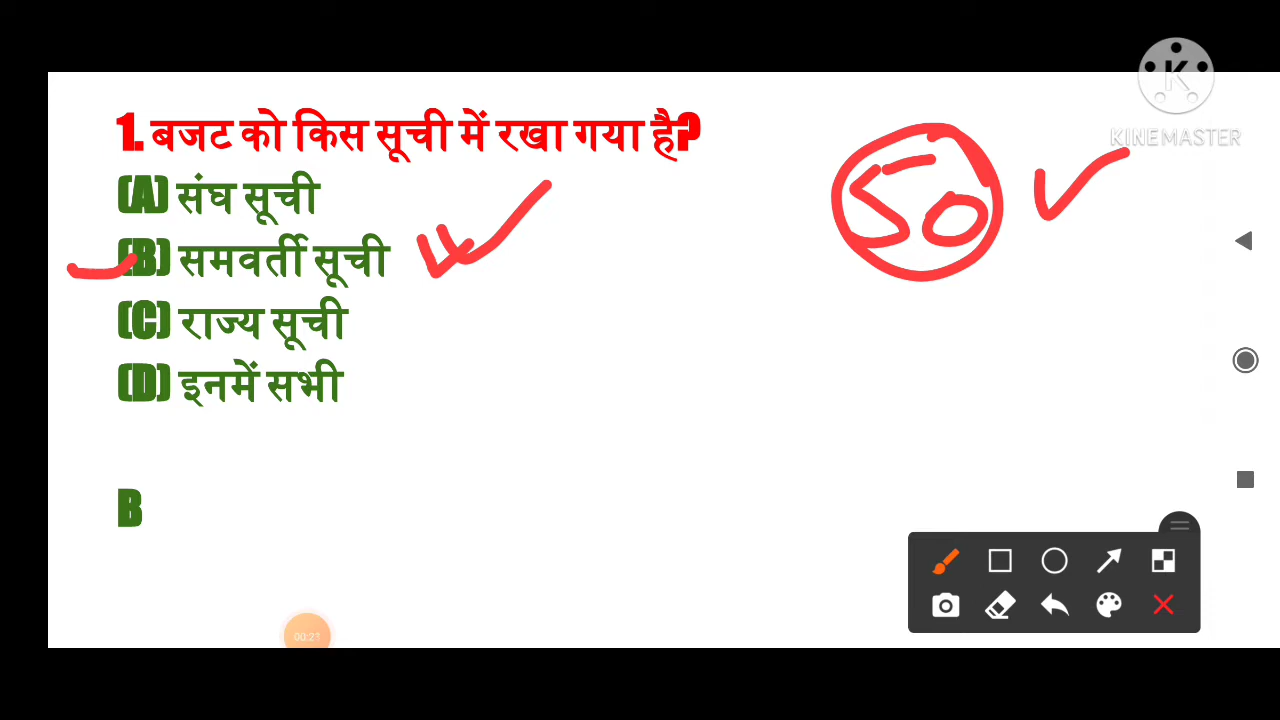 1. बजट को किस सूची में रखा गया है?
(A) संघ सूची
(B) समवर्ती सूची
(C) राज्य सूची
(D) इनमें सभी
B
50
K
KINEMASTER
00:21